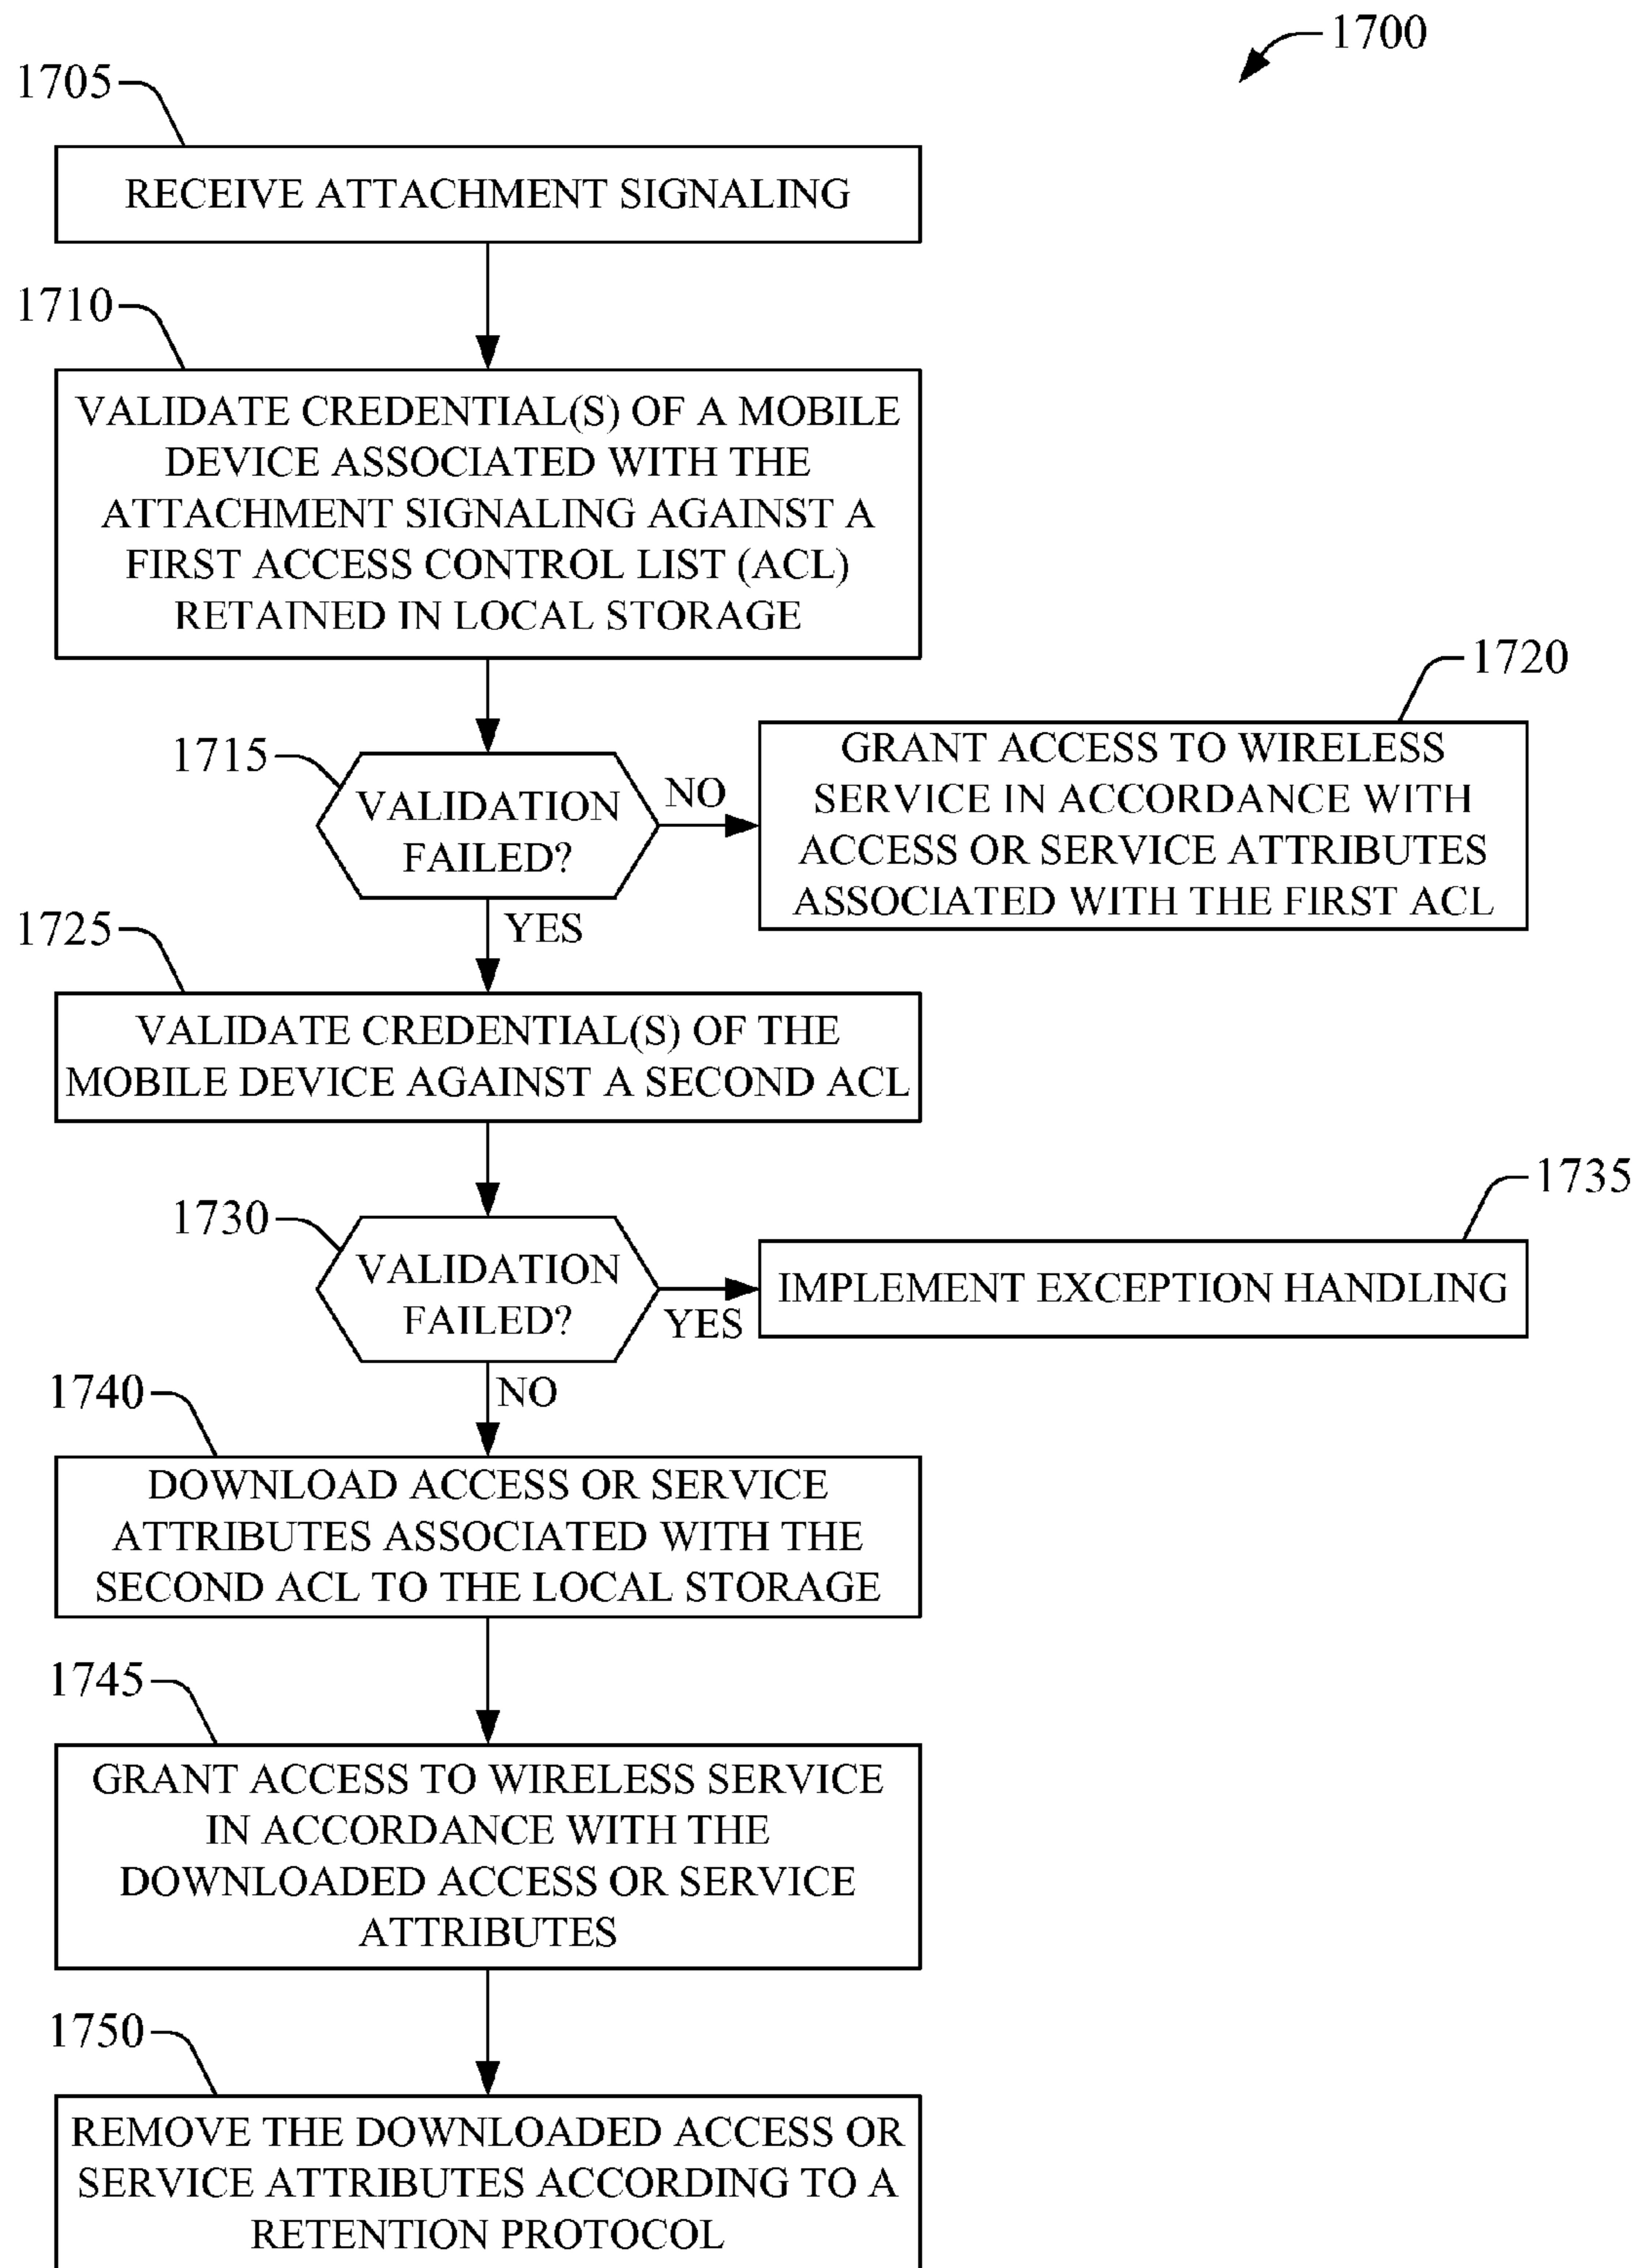 1700
1705
RECEIVE ATTACHMENT SIGNALING
1710
VALIDATE CREDENTIAL(S) OF A MOBILE
DEVICE ASSOCIATED WITH THE
ATTACHMENT SIGNALING AGAINST A
FIRST ACCESS CONTROL LIST (ACL)
RETAINED IN LOCAL STORAGE
1715
VALIDATION
FAILED?
NO
1720
GRANT ACCESS TO WIRELESS
SERVICE IN ACCORDANCE WITH
ACCESS OR SERVICE ATTRIBUTES
ASSOCIATED WITH THE FIRST ACL
YES
1725
VALIDATE CREDENTIAL(S) OF THE
MOBILE DEVICE AGAINST A SECOND ACL
1730
VALIDATION
FAILED?
YES
1735
IMPLEMENT EXCEPTION HANDLING
NO
1740
DOWNLOAD ACCESS OR SERVICE
ATTRIBUTES ASSOCIATED WITH THE
SECOND ACL TO THE LOCAL STORAGE
1745
GRANT ACCESS TO WIRELESS SERVICE
IN ACCORDANCE WITH THE
DOWNLOADED ACCESS OR SERVICE
ATTRIBUTES
1750
REMOVE THE DOWNLOADED ACCESS OR
SERVICE ATTRIBUTES ACCORDING TO A
RETENTION PROTOCOL